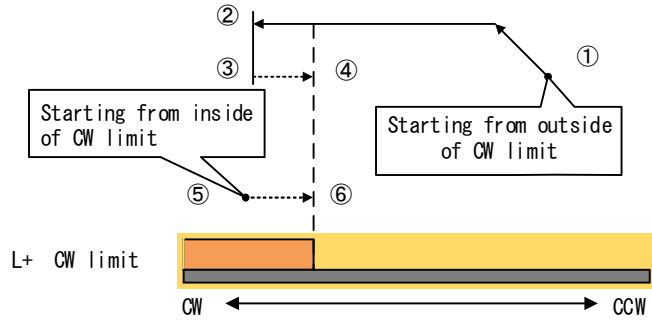 ②
①
③ ④
Starting from inside
of CW limit
Starting from outside
of CW limit
⑤ ⑥
L+ CW limit
CW CCW